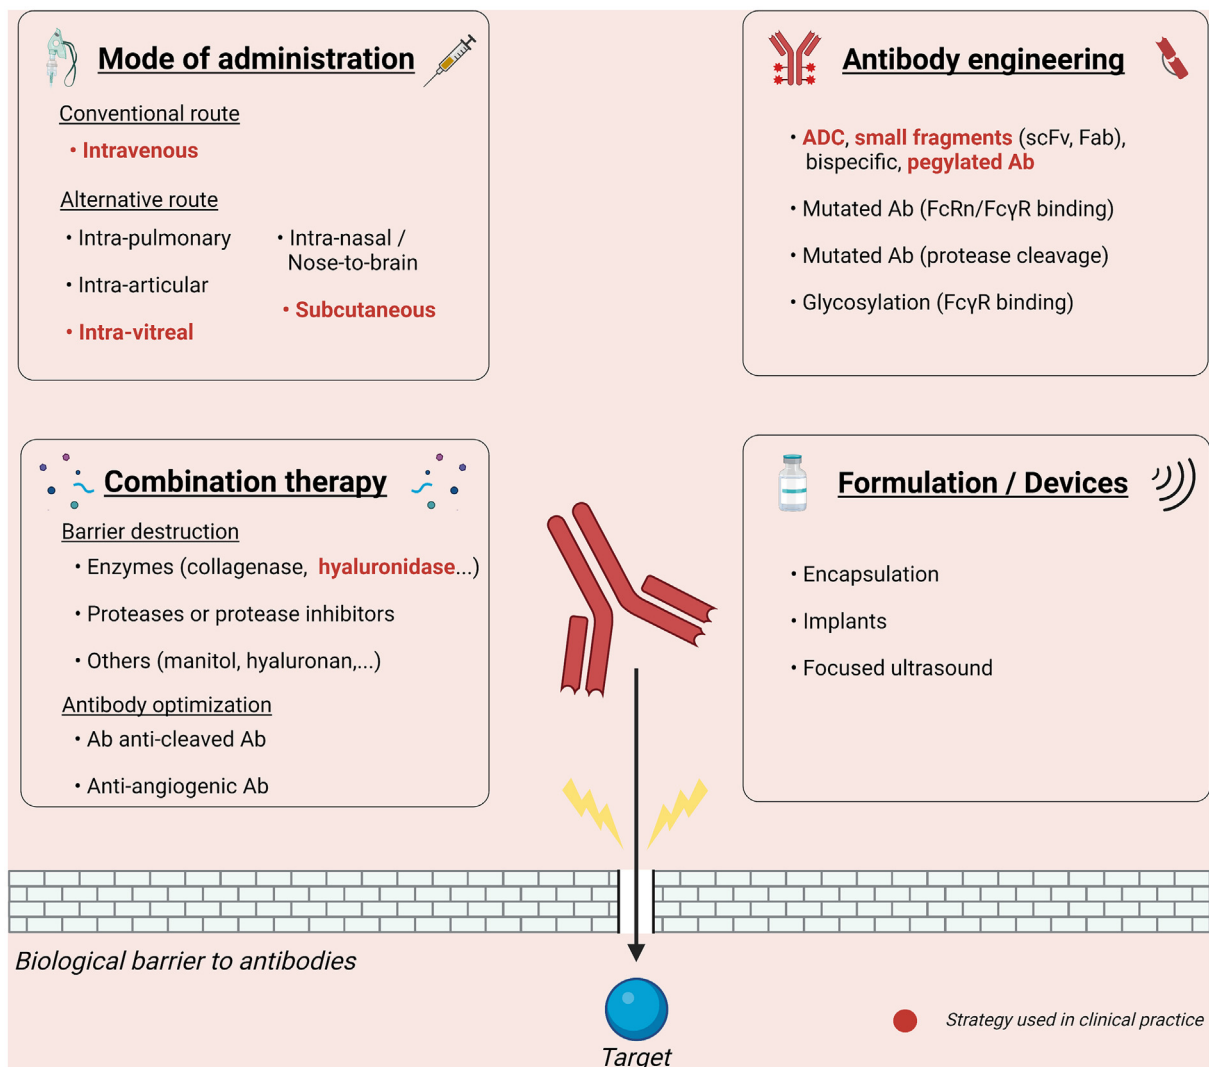 Mode of administration
Conventional route
• Intravenous
Alternative route
• Intra-pulmonary
• Intra-articular
• Intra-vitreal
• Intra-nasal /
Nose-to-brain
• Subcutaneous
Antibody engineering
• ADC, small fragments (scFv, Fab),
bispecific, pegylated Ab
• Mutated Ab (FcRn/FcγR binding)
• Mutated Ab (protease cleavage)
• Glycosylation (FcγR binding)
Combination therapy
Barrier destruction
• Enzymes (collagenase, hyaluronidase...)
• Proteases or protease inhibitors
• Others (manitol, hyaluronan,...)
Antibody optimization
• Ab anti-cleaved Ab
• Anti-angiogenic Ab
Formulation / Devices
• Encapsulation
• Implants
• Focused ultrasound
Biological barrier to antibodies
Target
Strategy used in clinical practice